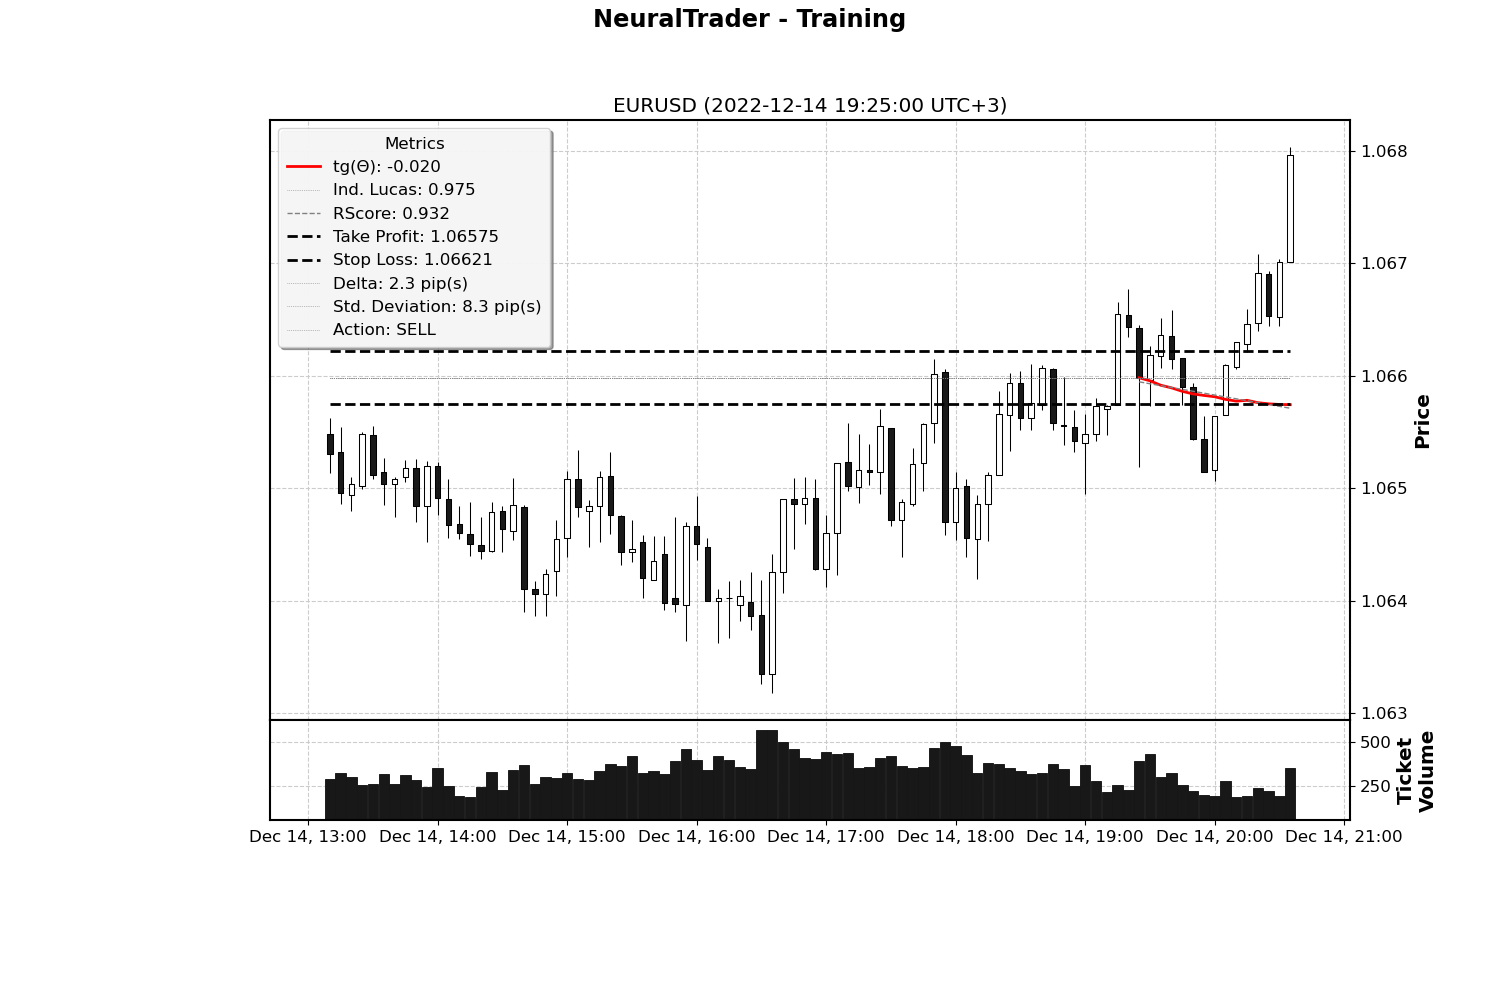 NeuralTrader - Training
EURUSD (2022-12-14 19:25:00 UTC+3)
Metrics
tg(Θ): -0.020
Ind. Lucas: 0.975
RScore: 0.932
Take Profit: 1.06575
Stop Loss: 1.06621
Delta: 2.3 pip(s)
Std. Deviation: 8.3 pip(s)
Action: SELL
1.068
1.067
1.066
1.065
1.064
1.063
Price
500
250
Ticket
Volume
Dec 14, 13:00
Dec 14, 14:00
Dec 14, 15:00
Dec 14, 16:00
Dec 14, 17:00
Dec 14, 18:00
Dec 14, 19:00
Dec 14, 20:00
Dec 14, 21:00